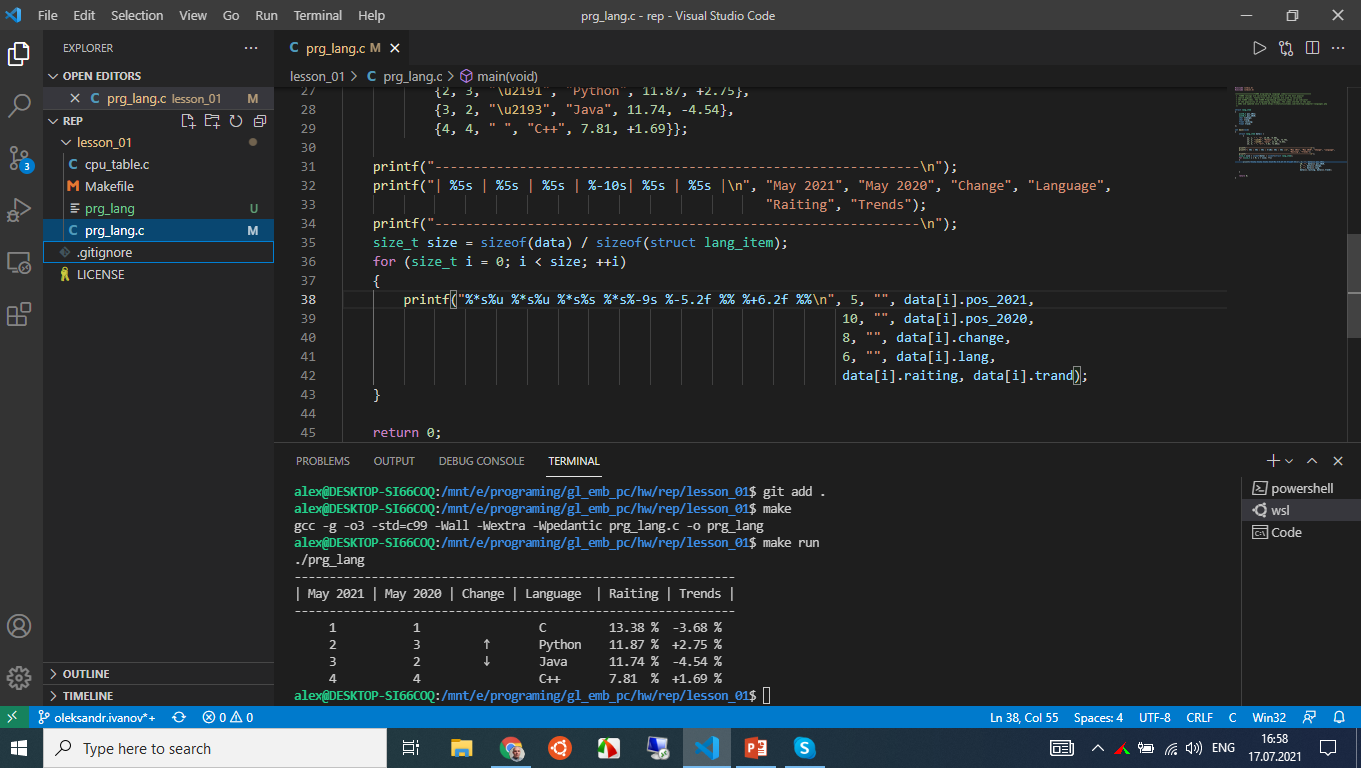 File Edit Selection View Go Run Terminal Help prg_lang.c - rep - Visual Studio Code
EXPLORER
OPEN EDITORS
prg_lang.c lesson_01 M
REP
lesson_01
C cpu_table.c
M Makefile
prg_lang U
C prg_lang.c M
.gitignore
LICENSE
OUTLINE
TIMELINE
3
C prg_lang.c M
lesson_01 > C prg_lang.c > main(void)
27 {2, 3, "\u2191", "Python", 11.87, +2.75},
28 {3, 2, "\u2193", "Java", 11.74, -4.54},
29 {4, 4, " ", "C++", 7.81, +1.69}};
30
31 printf("---------------------------------------------------------------\n");
32 printf("| %5s | %5s | %5s | %-10s| %5s | %5s |\n", "May 2021", "May 2020", "Change", "Language",
33 "Raiting", "Trends");
34 printf("---------------------------------------------------------------\n");
35 size_t size = sizeof(data) / sizeof(struct lang_item);
36 for (size_t i = 0; i < size; ++i)
37 {
38 printf("%*s%u %*s%u %*s%s %*s%-9s %-5.2f %% %+6.2f %%\n", 5, "", data[i].pos_2021,
39 10, "", data[i].pos_2020,
40 8, "", data[i].change,
41 6, "", data[i].lang,
42 data[i].raiting, data[i].trand);
43 }
44
45 return 0;
PROBLEMS OUTPUT DEBUG CONSOLE TERMINAL
alex@DESKTOP-SI66COQ:/mnt/e/programing/gl_emb_pc/hw/rep/lesson_01$ git add .
alex@DESKTOP-SI66COQ:/mnt/e/programing/gl_emb_pc/hw/rep/lesson_01$ make
gcc -g -o3 -std=c99 -Wall -Wextra -Wpedantic prg_lang.c -o prg_lang
alex@DESKTOP-SI66COQ:/mnt/e/programing/gl_emb_pc/hw/rep/lesson_01$ make run
./prg_lang
---------------------------------------------------------------
| May 2021 | May 2020 | Change | Language | Raiting | Trends |
---------------------------------------------------------------
1 1 C 13.38 % -3.68 %
2 3 ↑ Python 11.87 % +2.75 %
3 2 ↓ Java 11.74 % -4.54 %
4 4 C++ 7.81 % +1.69 %
alex@DESKTOP-SI66COQ:/mnt/e/programing/gl_emb_pc/hw/rep/lesson_01$
powershell
wsl
Code
oleksandr.ivanov*+ 0 0 Ln 38, Col 55 Spaces: 4 UTF-8 CRLF C Win32
Type here to search
ENG
16:58
17.07.2021